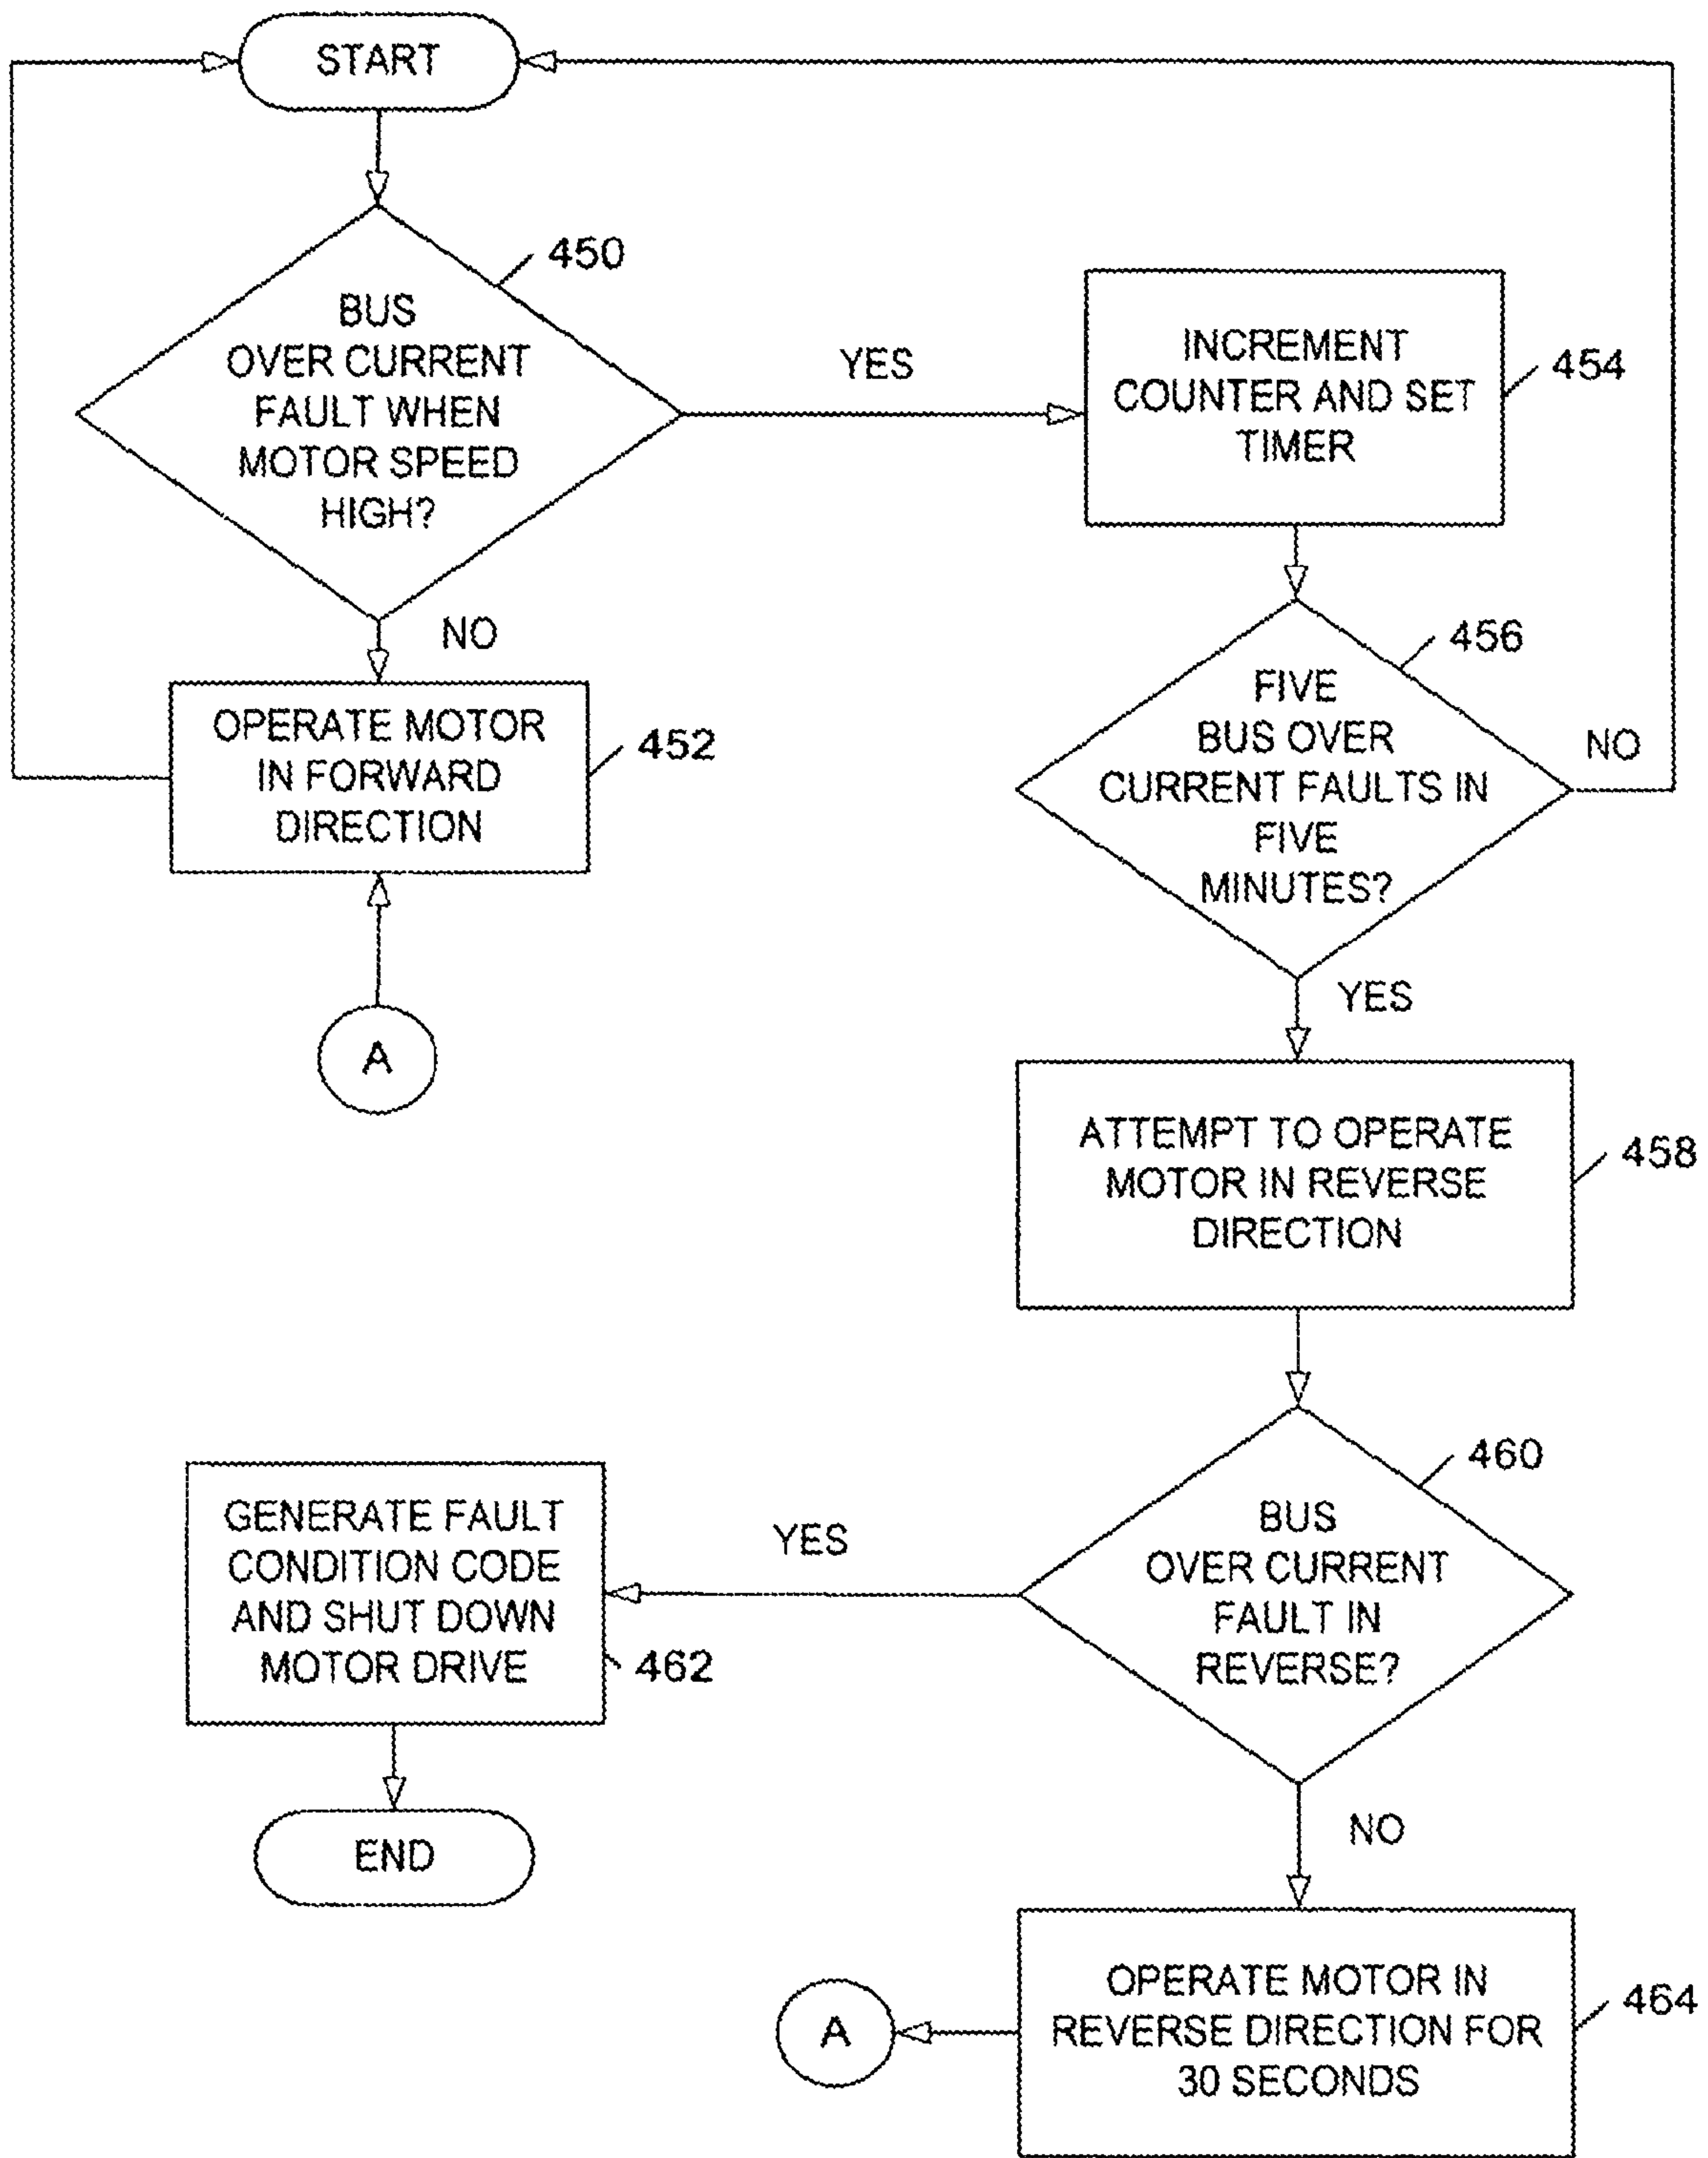 START
450
BUS
OVER CURRENT
FAULT WHEN
MOTOR SPEED
HIGH?
YES
INCREMENT
COUNTER AND SET
TIMER
454
NO
OPERATE MOTOR
IN FORWARD
DIRECTION
452
A
456
FIVE
BUS OVER
CURRENT FAULTS IN
FIVE
MINUTES?
NO
YES
ATTEMPT TO OPERATE
MOTOR IN REVERSE
DIRECTION
458
460
BUS
OVER CURRENT
FAULT IN
REVERSE?
YES
GENERATE FAULT
CONDITION CODE
AND SHUT DOWN
MOTOR DRIVE
462
END
NO
OPERATE MOTOR IN
REVERSE DIRECTION FOR
30 SECONDS
464
A